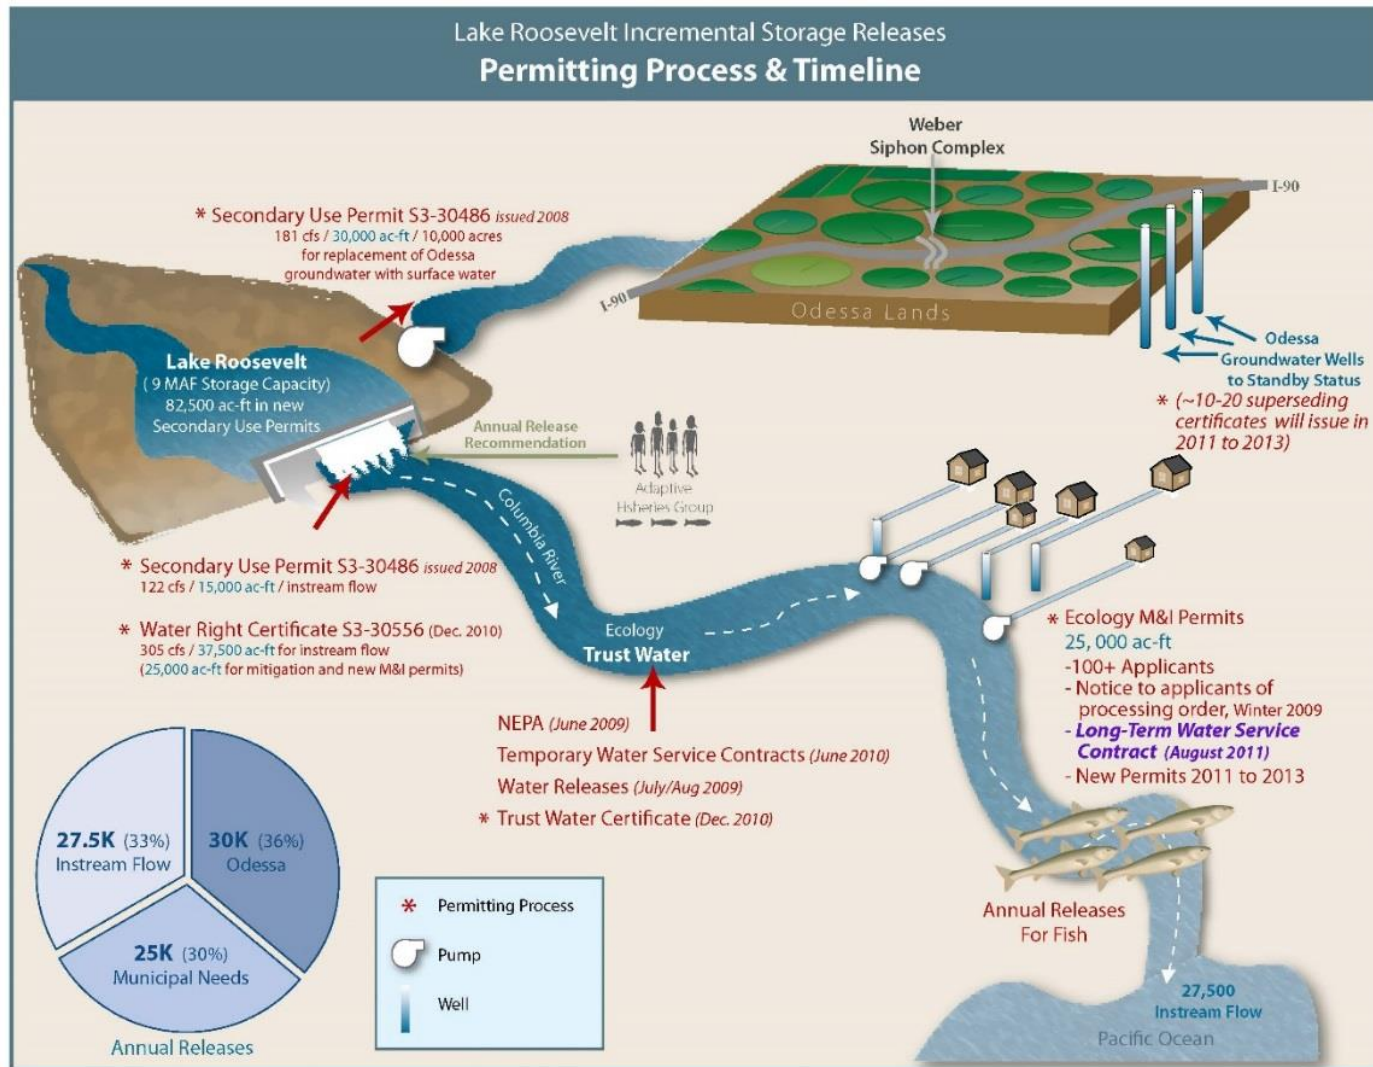 Lake Roosevelt Incremental Storage Releases
Permitting Process & Timeline
Weber
Siphon Complex
I-90
* Secondary Use Permit S3-30486 issued 2008
181 cfs / 30,000 ac-ft / 10,000 acres
for replacement of Odessa
groundwater with surface water
I-90
Odessa Lands
Lake Roosevelt
( 9 MAF Storage Capacity)
82,500 ac-ft in new
Secondary Use Permits
Odessa
Groundwater Wells
to Standby Status
* (~10-20 superseding
certificates will issue in
2011 to 2013)
Annual Release
Recommendation
Adaptive
Fisheries Group
Columbia River
* Secondary Use Permit S3-30486 issued 2008
122 cfs / 15,000 ac-ft / instream flow
* Water Right Certificate S3-30556 (Dec. 2010)
305 cfs / 37,500 ac-ft for instream flow
(25,000 ac-ft for mitigation and new M&I permits)
Ecology
Trust Water
* Ecology M&I Permits
25, 000 ac-ft
-100+ Applicants
- Notice to applicants of
processing order, Winter 2009
- Long-Term Water Service
Contract (August 2011)
- New Permits 2011 to 2013
NEPA (June 2009)
Temporary Water Service Contracts (June 2010)
Water Releases (July/Aug 2009)
* Trust Water Certificate (Dec. 2010)
27.5K (33%)
Instream Flow
30K (36%)
Odessa
25K (30%)
Municipal Needs
Annual Releases
* Permitting Process
Pump
Well
Annual Releases
For Fish
27,500
Instream Flow
Pacific Ocean